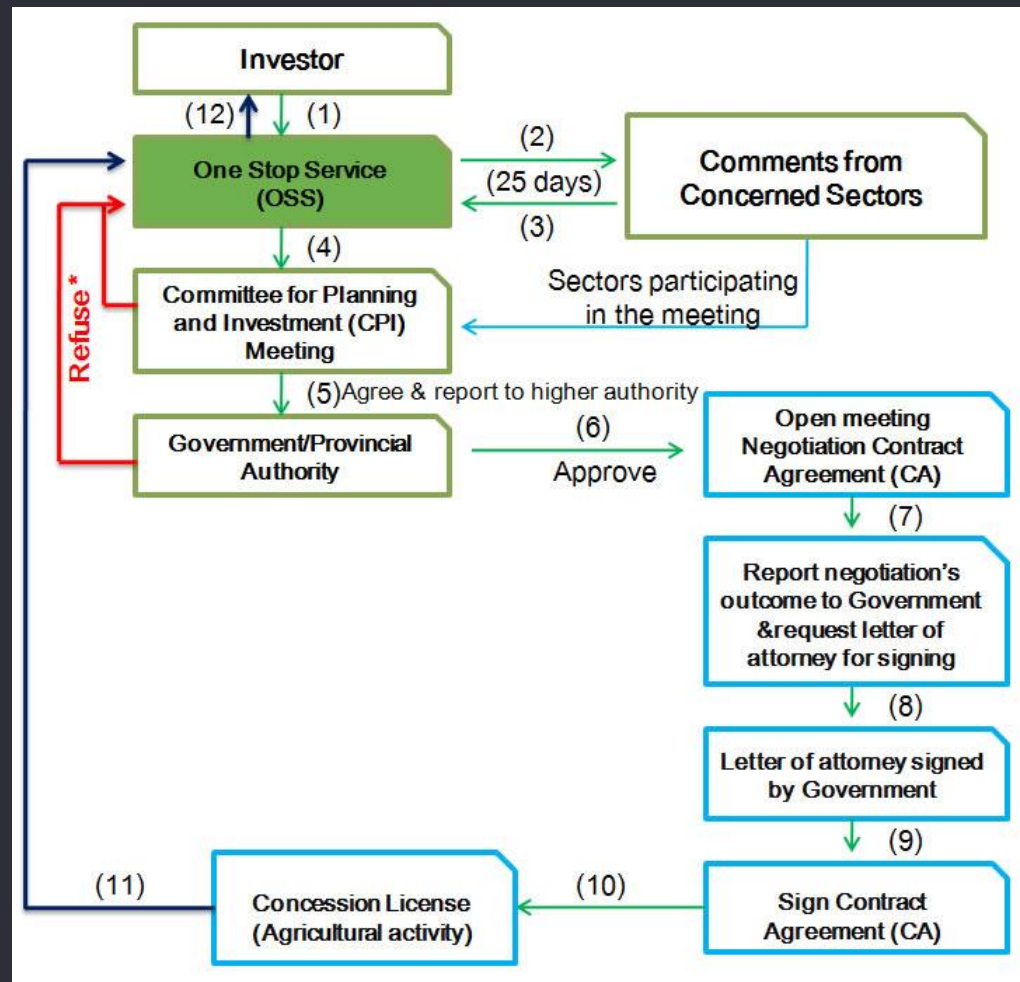 Investor
(12)
(1)
One Stop Service
(OSS)
(2)
(25 days)
(3)
Comments from
Concerned Sectors
(4)
Sectors participating
in the meeting
Committee for Planning
and Investment (CPI)
Meeting
Refuse*
(5)Agree & report to higher authority
Government/Provincial
Authority
(6)
Approve
Open meeting
Negotiation Contract
Agreement (CA)
(7)
Report negotiation's
outcome to Government
&request letter of
attorney for signing
(8)
Letter of attorney signed
by Government
(9)
Sign Contract
Agreement (CA)
(10)
Concession License
(Agricultural activity)
(11)